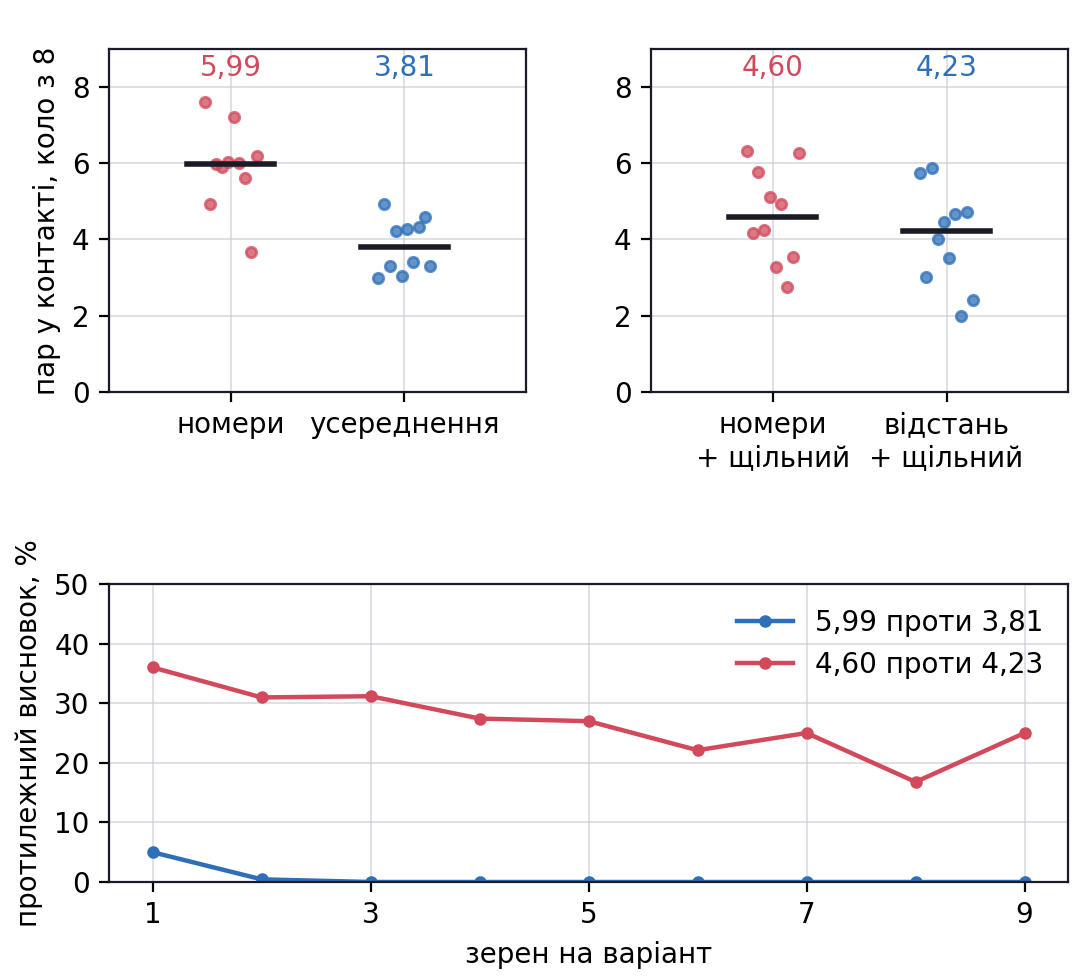 пар у контакті, коло з 8
8
6
4
2
0
5,99
3,81
номери
усереднення
8
6
4
2
0
4,60
4,23
номери
+ щільний
відстань
+ щільний
протилежний висновок, %
50
40
30
20
10
0
5,99 проти 3,81
4,60 проти 4,23
1
3
5
7
9
зерен на варіант